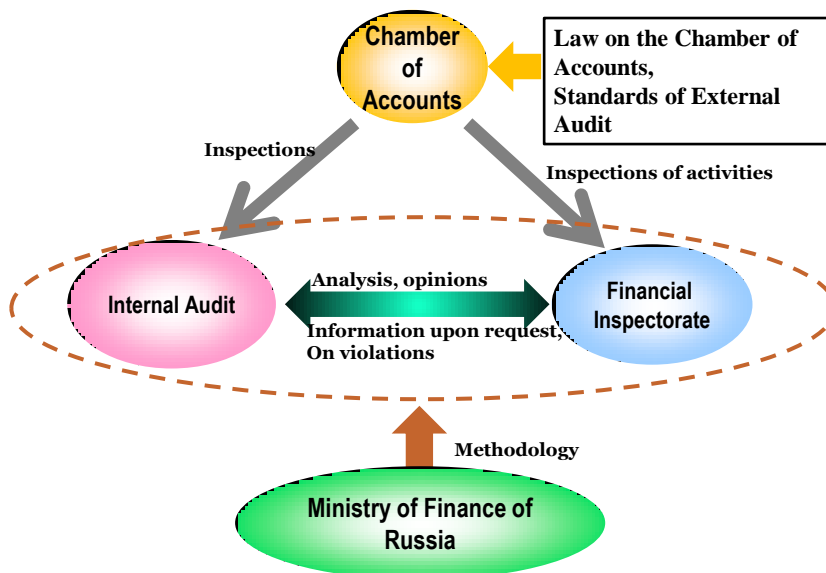 Chamber
of
Accounts
Law on the Chamber of
Accounts,
Standards of External
Audit
Inspections
Inspections of activities
Internal Audit
Analysis, opinions
Information upon request,
On violations
Financial
Inspectorate
Methodology
Ministry of Finance of
Russia